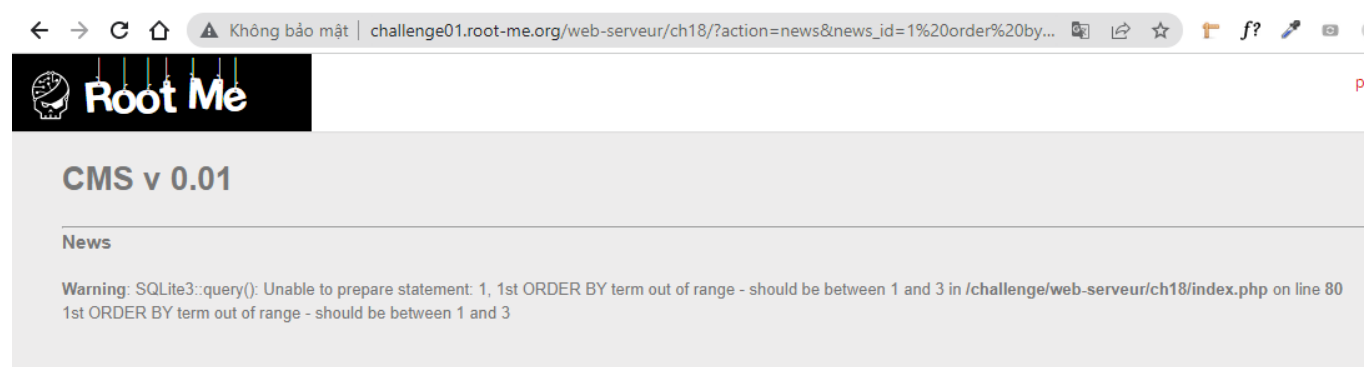 Không bảo mật | challenge01.root-me.org/web-serveur/ch18/?action=news&news_id=1%20order%20by... f?
Root Me
p
CMS v 0.01
News
Warning: SQLite3::query(): Unable to prepare statement: 1, 1st ORDER BY term out of range - should be between 1 and 3 in /challenge/web-serveur/ch18/index.php on line 80
1st ORDER BY term out of range - should be between 1 and 3